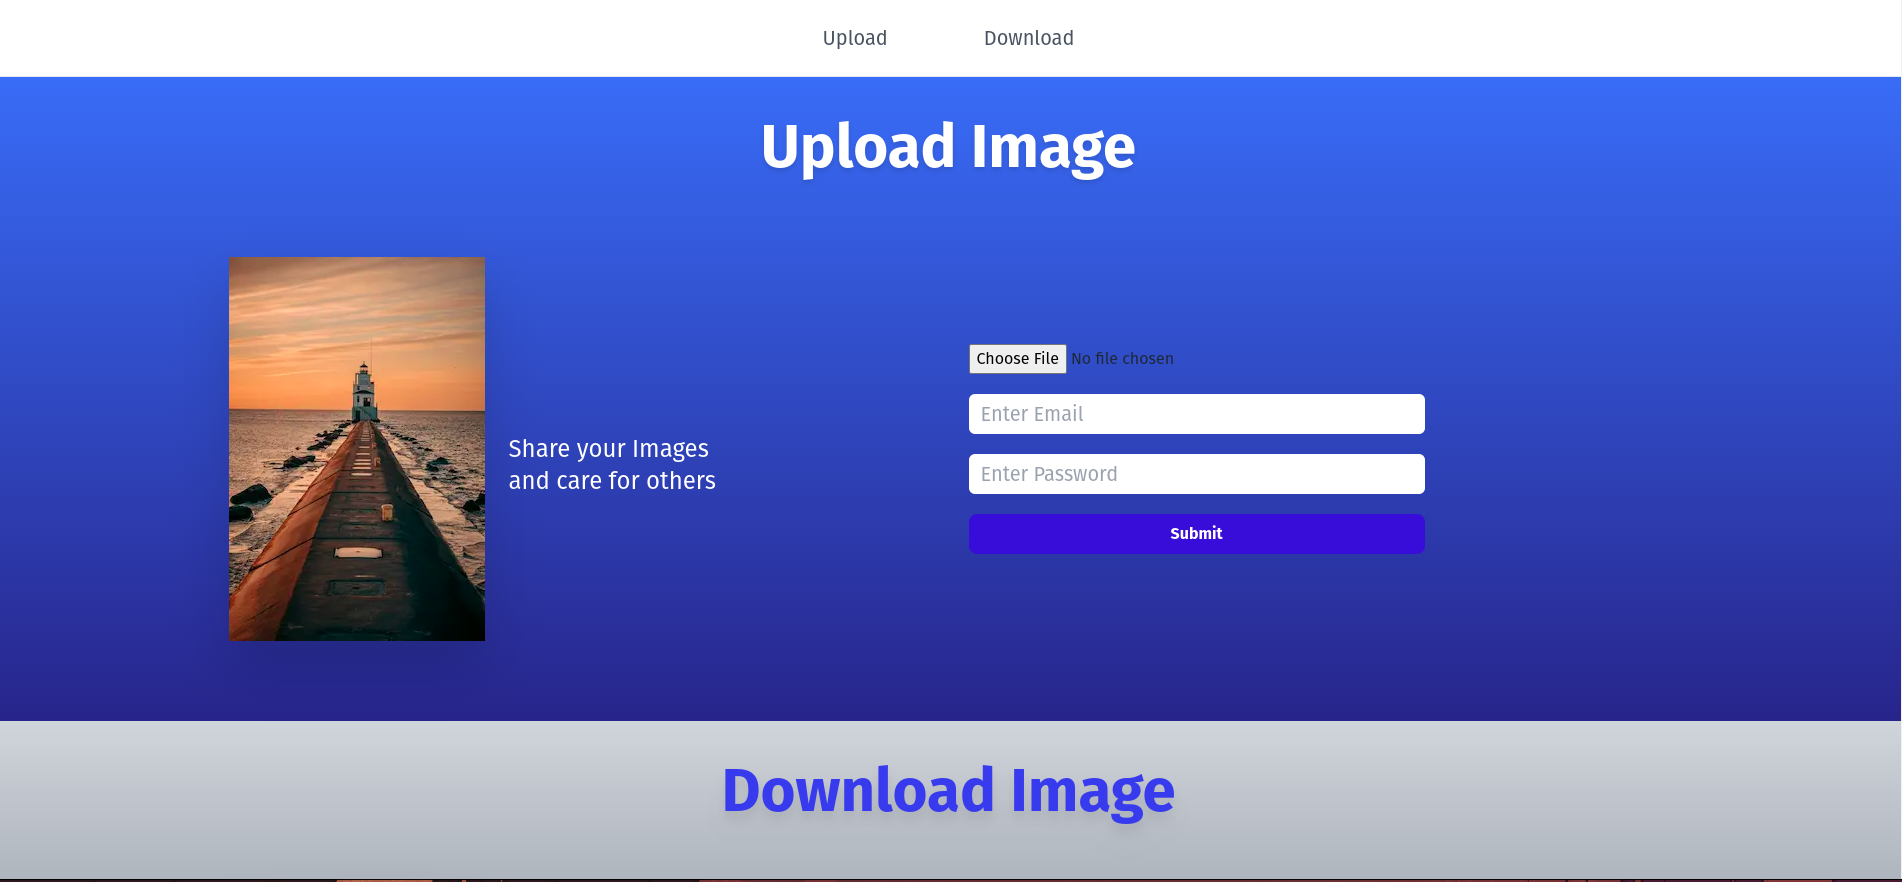 Upload Download
Upload Image
Share your Images
and care for others
Choose File No file chosen
Enter Email
Enter Password
Submit
Download Image